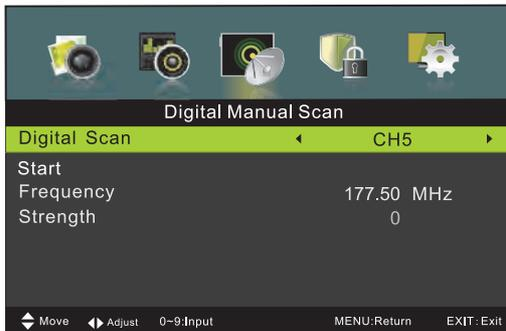 Digital Manual Scan
Digital Scan CH5
Start
Frequency 177.50 MHz
Strength 0
Move Adjust 0~9:Input MENU:Return EXIT:Exit